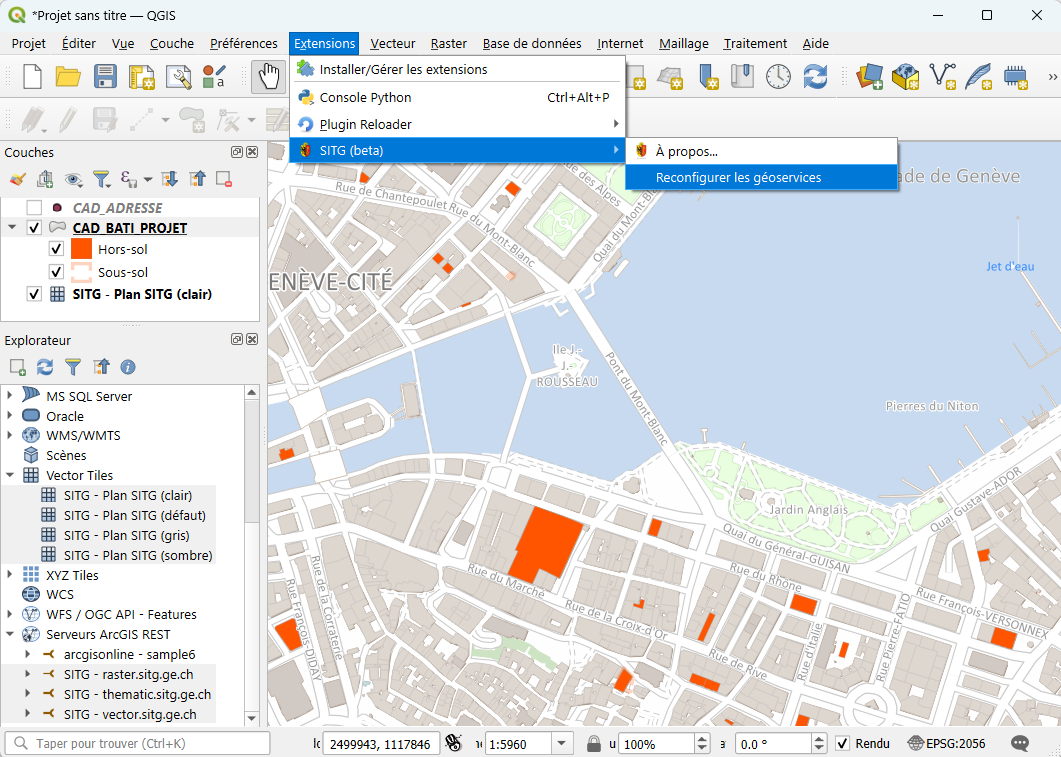 *Projet sans titre — QGIS
Projet Éditer Vue Couche Préférences Extensions Vecteur Raster Base de données Internet Maillage Traitement Aide
Installer/Gérer les extensions
Console Python Ctrl+Alt+P
Plugin Reloader
SITG (beta)
À propos...
Reconfigurer les géoservices
Couches
CAD_ADRESSE
CAD_BATI_PROJET
Hors-sol
Sous-sol
SITG - Plan SITG (clair)
Explorateur
MS SQL Server
Oracle
WMS/WMTS
Scènes
Vector Tiles
SITG - Plan SITG (clair)
SITG - Plan SITG (défaut)
SITG - Plan SITG (gris)
SITG - Plan SITG (sombre)
XYZ Tiles
WCS
WFS / OGC API - Features
Serveurs ArcGIS REST
arcgisonline - sample6
SITG - raster.sitg.ge.ch
SITG - thematic.sitg.ge.ch
SITG - vector.sitg.ge.ch
ade de Genève
Rue de Chantepoulet
Rue du Mont-Blanc
des Alpes
Quai du Mont-Bl
ENÈVE-CITÉ
Jet d'eau
Ile J.-
J.-
ROUSSEAU
Pont du Mont-Blanc
Pierres du Niton
Jardin Anglais
Quai Gustave-ADOR
Quai du Général-GUISAN
Rue du Rhône
Rue du Marché
Rue de la Croix-d'Or
Rue François-VERSONNEX
Rue de la Corraterie
Rue François-DIDAY
Rue de Rive
Rue d'Italie
Rue Pierre-FATIO
Taper pour trouver (Ctrl+K)
2499943, 1117846
1:5960
u 100%
0.0 °
Rendu
EPSG:2056